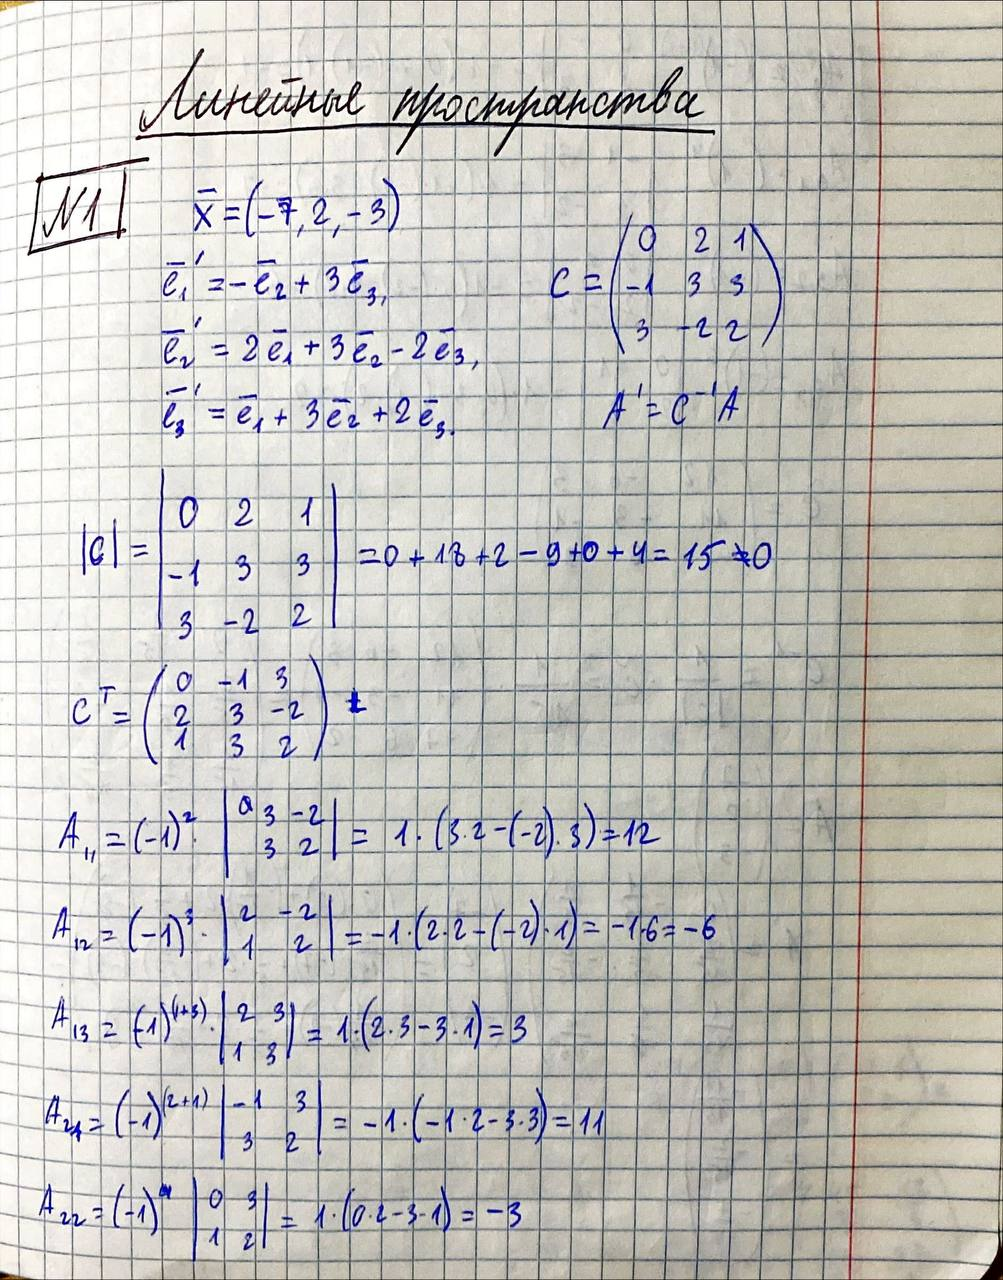 Линейные пространства
N1
x̄ = (-7, 2, -3)
ē₁' = -ē₂ + 3ē₃,
ē₂' = 2ē₁ + 3ē₂ - 2ē₃,
ē₃' = ē₁ + 3ē₂ + 2ē₃.
C = (0 2 1
-1 3 3
3 -2 2)
A' = C⁻¹A
|C| = |0 2 1
-1 3 3
3 -2 2| = 0 + 18 + 2 - 9 + 0 + 4 = 15 ≠ 0
Cᵀ = (0 -1 3
2 3 -2
1 3 2)
A₁₁ = (-1)²· |3 -2
3 2| = 1·(3·2-(-2)·3) = 12
A₁₂ = (-1)³· |2 -2
1 2| = -1·(2·2-(-2)·1) = -1·6 = -6
A₁₃ = (-1)⁽¹⁺³⁾· |2 3
1 3| = 1·(2·3-3·1) = 3
A₂₁ = (-1)⁽²⁺¹⁾ |-1 3
3 2| = -1·(-1·2-3·3) = 11
A₂₂ = (-1)⁴ |0 3
1 2| = 1·(0·2-3·1) = -3